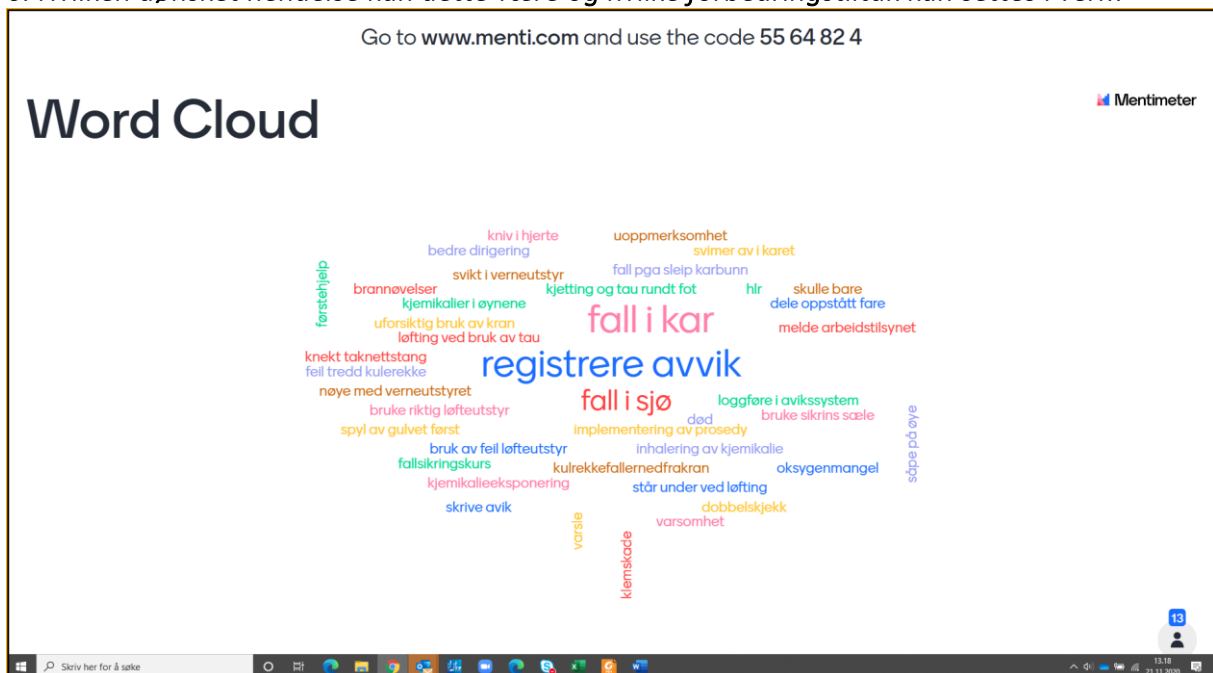 Go to www.menti.com and use the code 55 64 82 4
Word Cloud
Mentimeter
kniv i hjerte
uoppmerksomhet
bedre dirigering
svimer av i karet
førstehjelp
svikt i verneutstyr
fall pga sleip karbunn
brannøvelser
kjetting og tau rundt fot
hlr
skulle bare
kjemikalier i øynene
dele oppstått fare
uforsiktig bruk av kran
fall i kar
melde arbeidstilsynet
løfting ved bruk av tau
knekt taknettstang
registrere avvik
feil tredd kulerekke
nøye med verneutstyret
fall i sjø
loggføre i avikssystem
bruke riktig løfteutstyr
død
bruke sikrins sæle
spyl av gulvet først
implementering av prosedy
såpe på øye
bruk av feil løfteutstyr
inhalering av kjemikalie
fallsikringskurs
kulrekkefallernedfrakran
oksygenmangel
kjemikalieeksponering
står under ved løfting
skrive avik
dobbelskjekk
varsle
varsomhet
klemskade
13
Skriv her for å søke
13.18
21.11.2020